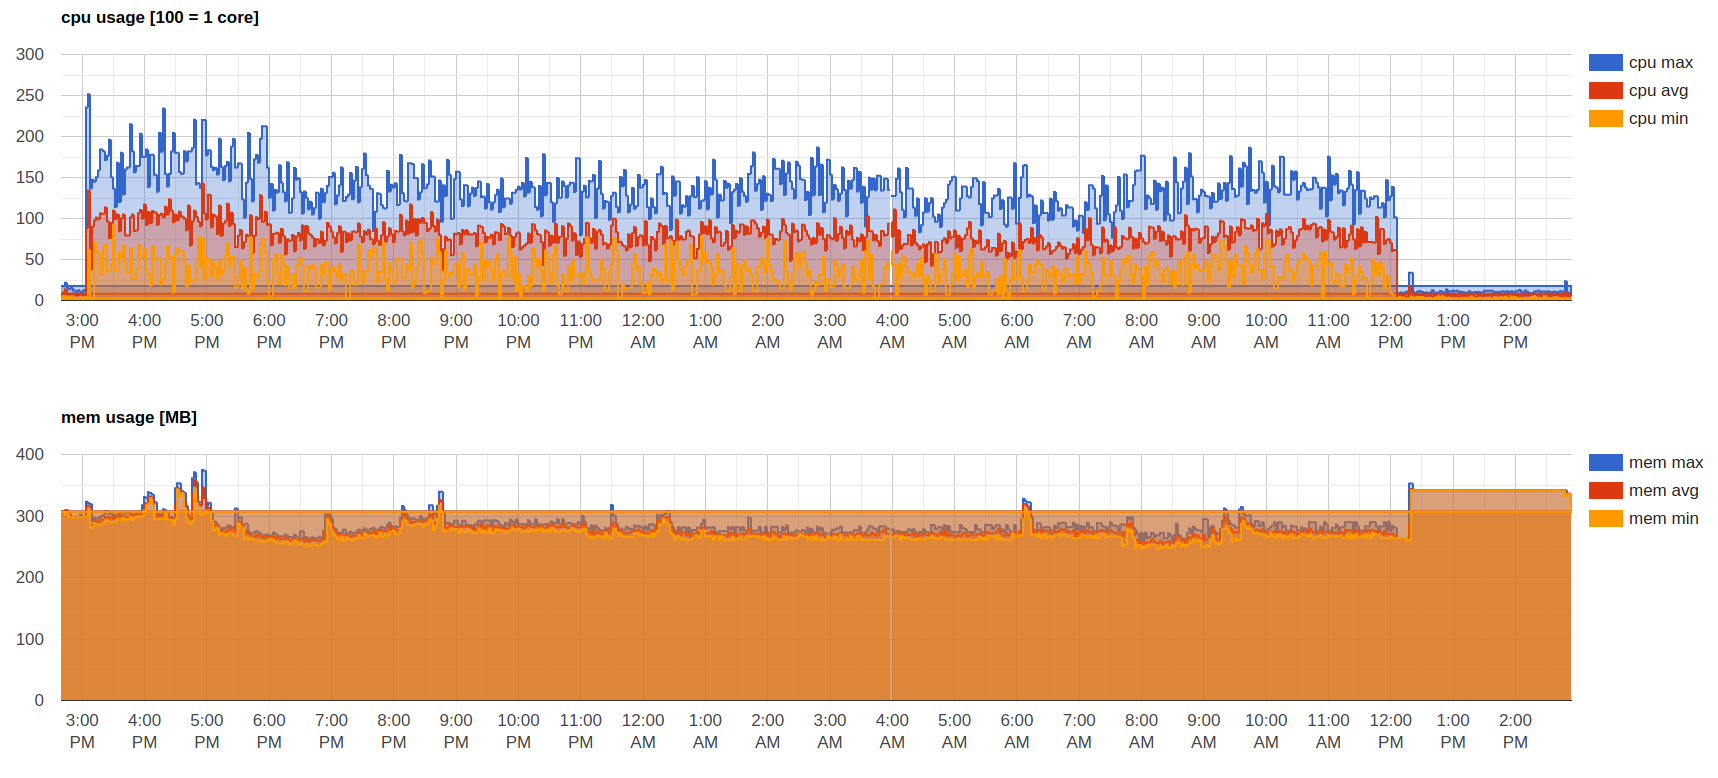 cpu usage [100 = 1 core]
300
250
200
150
100
50
0
cpu max
cpu avg
cpu min
3:00 4:00 5:00 6:00 7:00 8:00 9:00 10:00 11:00 12:00 1:00 2:00 3:00 4:00 5:00 6:00 7:00 8:00 9:00 10:00 11:00 12:00 1:00 2:00
PM PM PM PM PM PM PM PM PM AM AM AM AM AM AM AM AM AM AM AM AM PM PM PM
mem usage [MB]
400
300
200
100
0
mem max
mem avg
mem min
3:00 4:00 5:00 6:00 7:00 8:00 9:00 10:00 11:00 12:00 1:00 2:00 3:00 4:00 5:00 6:00 7:00 8:00 9:00 10:00 11:00 12:00 1:00 2:00
PM PM PM PM PM PM PM PM PM AM AM AM AM AM AM AM AM AM AM AM AM PM PM PM